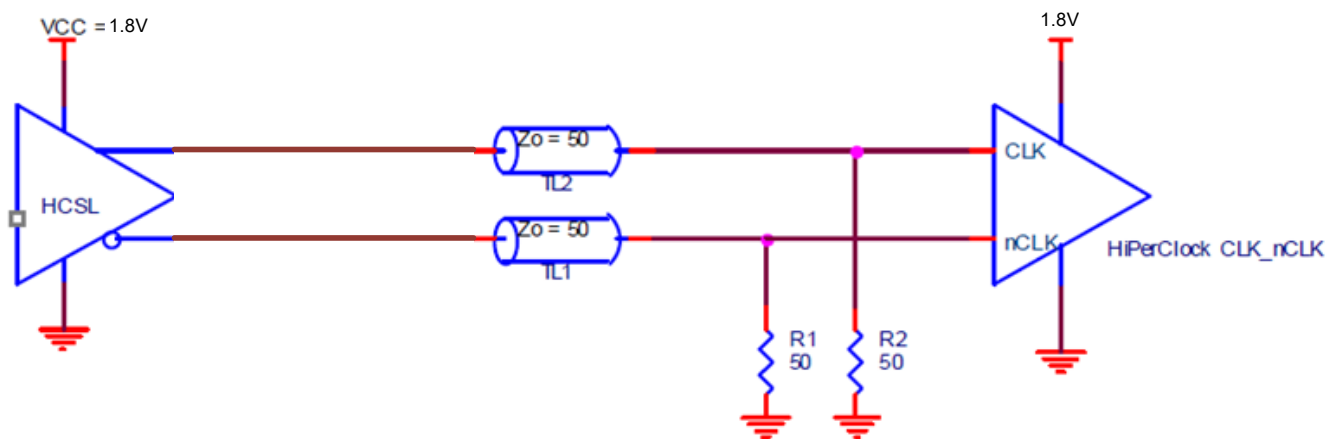 VCC = 1.8V
1.8V
Zo = 50
TL2
CLK
HCSL
Zo = 50
TL1
nCLK
HiPerClock CLK_nCLK
R1
50
R2
50